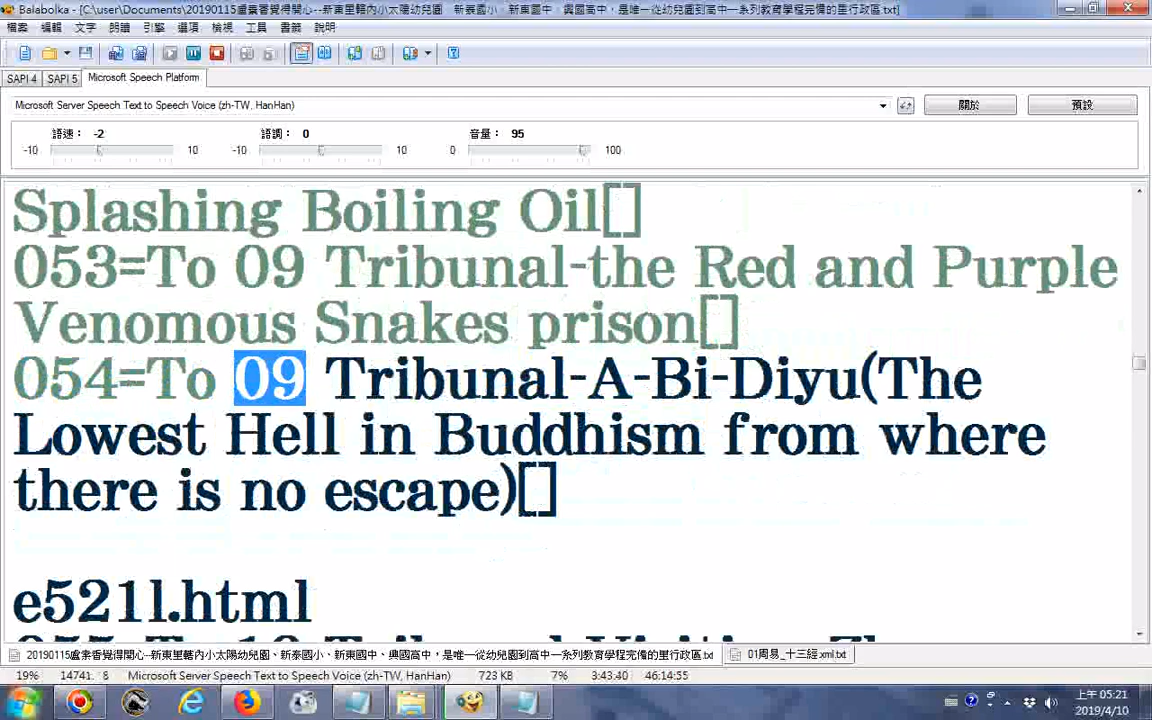 Balabolka - [C:\user\Documents\20190115盧素香覺得開心--新東里轄內小太陽幼兒園、新泰國小、新東國中、興國高中，是唯一從幼兒園到高中一系列教育學程完備的里行政區.txt]
檔案 編輯 文字 朗讀 引擎 選項 檢視 工具 書籤 說明
SAPI 4 SAPI 5 Microsoft Speech Platform
Microsoft Server Speech Text to Speech Voice (zh-TW, HanHan) 關於 預設
語速： -2 語調： 0 音量： 95
-10 10 -10 10 0 100
Splashing Boiling Oil[]
053=To 09 Tribunal-the Red and Purple
Venomous Snakes prison[]
054=To 09 Tribunal-A-Bi-Diyu(The
Lowest Hell in Buddhism from where
there is no escape)[]
e521l.html
20190115盧素香覺得開心--新東里轄內小太陽幼兒園、新泰國小、新東國中、興國高中，是唯一從幼兒園到高中一系列教育學程完備的里行政區.txt 01周易_十三經.xml.txt
19% 14741. 8 Microsoft Server Speech Text to Speech Voice (zh-TW, HanHan) 723 KB 7% 3:43.40 46:14:55
上午 05:21
2019/4/10